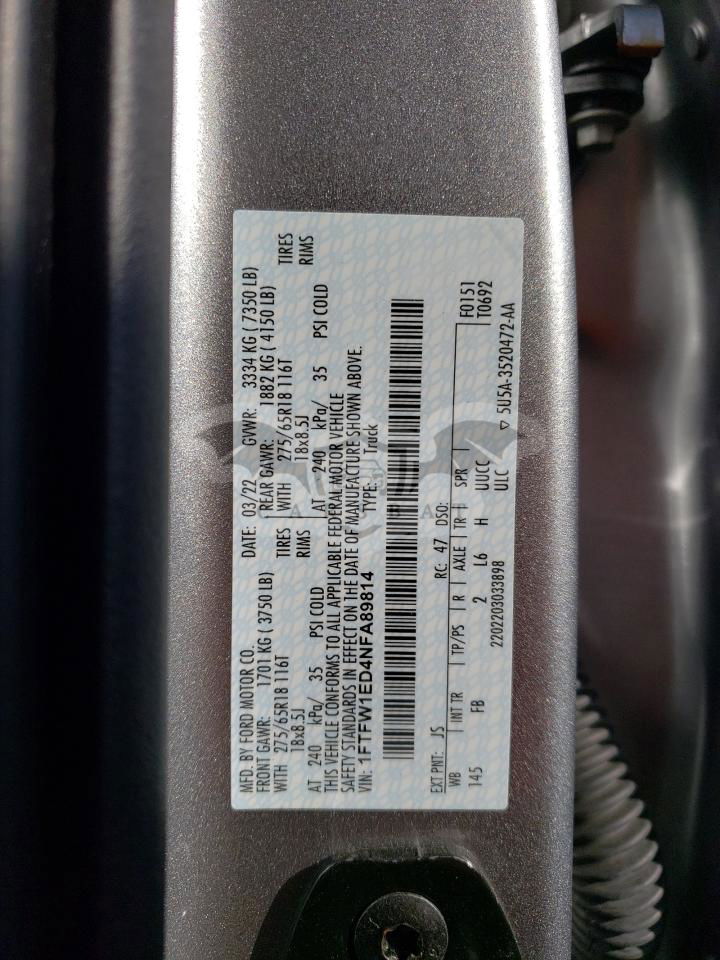 MFD. BY FORD MOTOR CO. DATE: 03/22 GVWR: 3334 KG ( 7350 LB)
FRONT GAWR: 1701 KG ( 3750 LB) REAR GAWR: 1882 KG ( 4150 LB)
WITH 275/65R18 116T TIRES WITH 275/65R18 116T TIRES
18x8.5J RIMS 18x8.5J RIMS
AT 240 kPa/ 35 PSI COLD AT 240 kPa/ 35 PSI COLD
THIS VEHICLE CONFORMS TO ALL APPLICABLE FEDERAL MOTOR VEHICLE
SAFETY STANDARDS IN EFFECT ON THE DATE OF MANUFACTURE SHOWN ABOVE.
VIN: 1FTFW1ED4NFA89814 TYPE: Truck
EXT PNT: JS RC: 47 DSO: F0151
WB INT TR TP/PS R AXLE TR SPR T0692
145 FB 2 L6 H UUCC
ULC ▽ 5U5A-3520472-AA
2202203033898